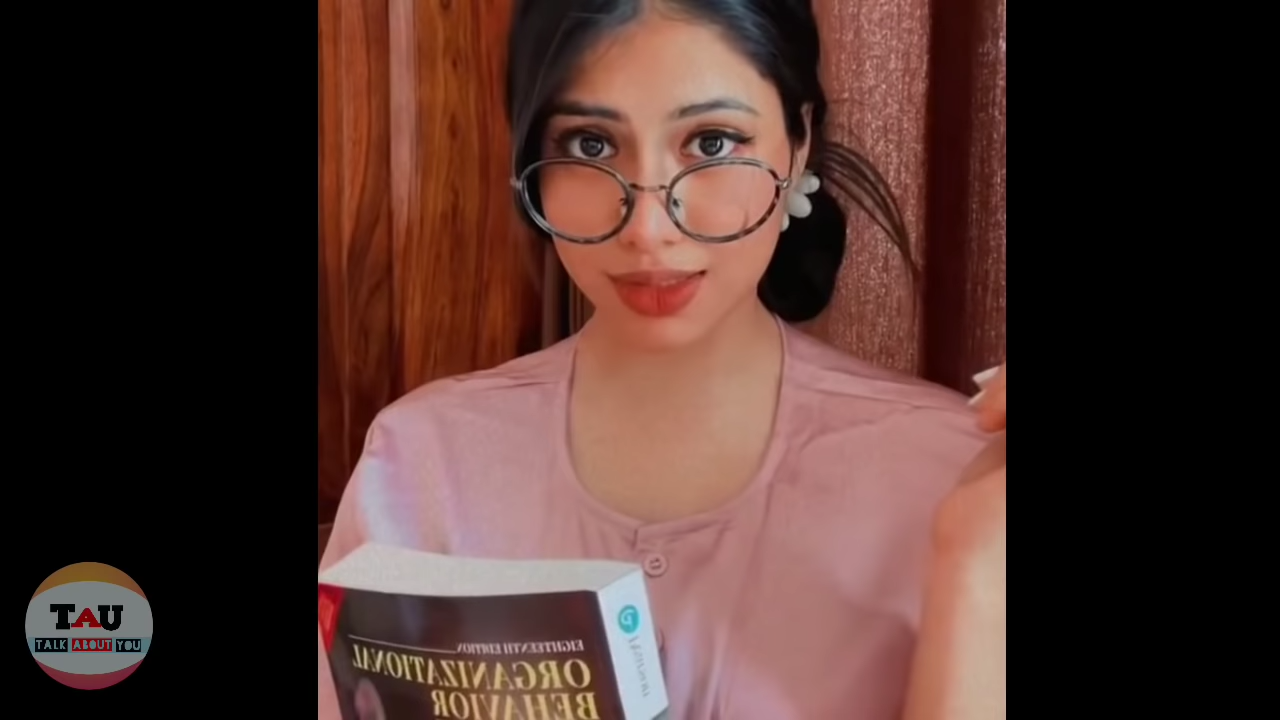 EIGHTEENTH EDITION
ORGANIZATIONAL
BEHAVIOR
TAU
TALK ABOUT YOU